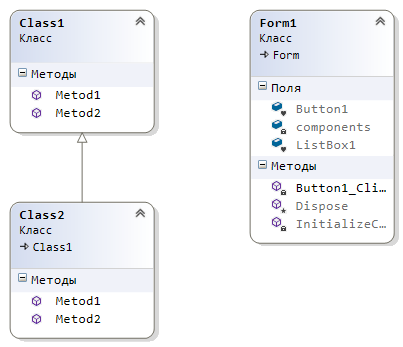 Class1
Класс
Методы
Metod1
Metod2
Class2
Класс
Class1
Методы
Metod1
Metod2
Form1
Класс
Form
Поля
Button1
components
ListBox1
Методы
Button1_Cli...
Dispose
InitializeC...